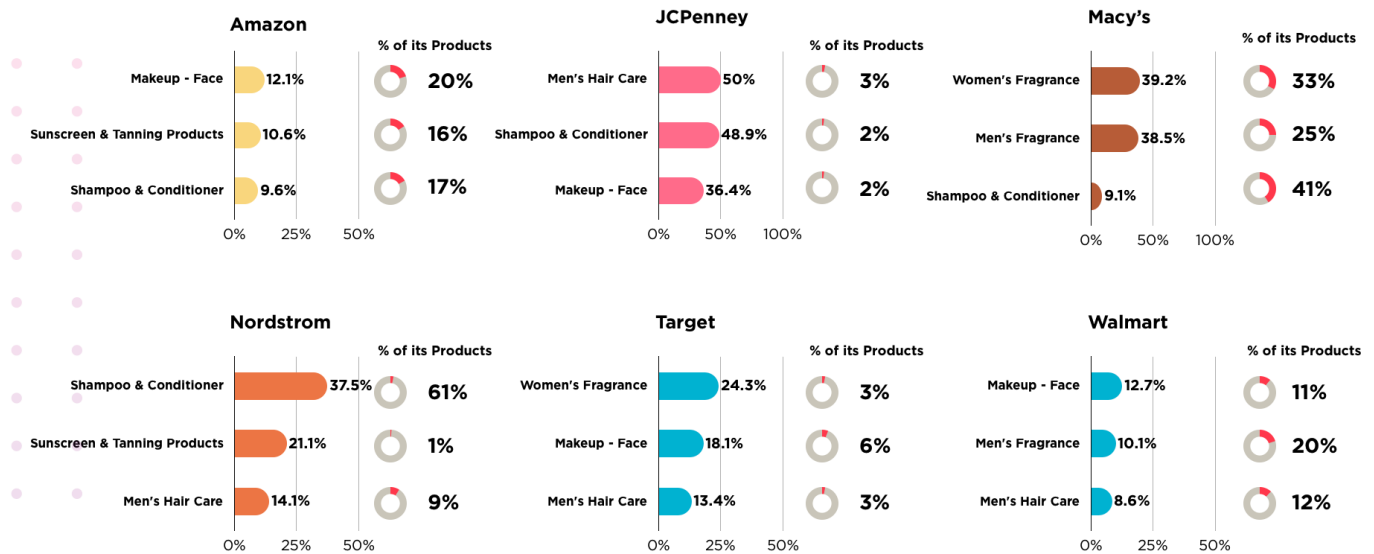 Amazon
% of its Products
Makeup - Face 12.1% 20%
Sunscreen & Tanning Products 10.6% 16%
Shampoo & Conditioner 9.6% 17%
0% 25% 50%
JCPenney
% of its Products
Men's Hair Care 50% 3%
Shampoo & Conditioner 48.9% 2%
Makeup - Face 36.4% 2%
0% 50% 100%
Macy’s
% of its Products
Women's Fragrance 39.2% 33%
Men's Fragrance 38.5% 25%
Shampoo & Conditioner 9.1% 41%
0% 50% 100%
Nordstrom
% of its Products
Shampoo & Conditioner 37.5% 61%
Sunscreen & Tanning Products 21.1% 1%
Men's Hair Care 14.1% 9%
0% 25% 50%
Target
% of its Products
Women's Fragrance 24.3% 3%
Makeup - Face 18.1% 6%
Men's Hair Care 13.4% 3%
0% 25% 50%
Walmart
% of its Products
Makeup - Face 12.7% 11%
Men's Fragrance 10.1% 20%
Men's Hair Care 8.6% 12%
0% 25% 50%